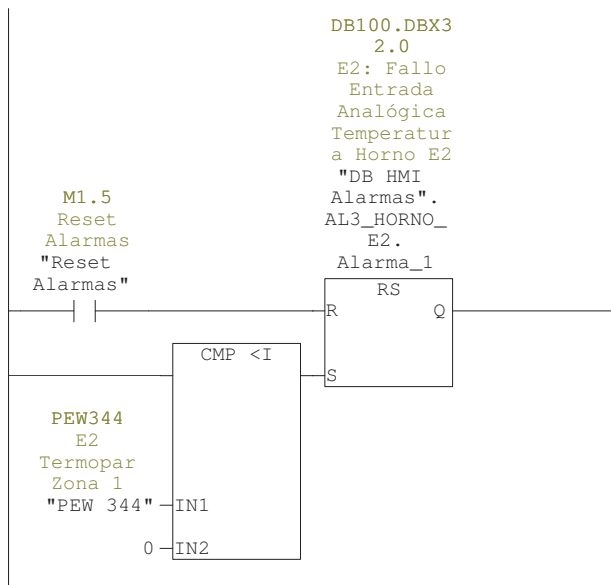 DB100.DBX3
2.0
E2: Fallo
Entrada
Analógica
Temperatur
a Horno E2
"DB HMI
Alarmas".
AL3_HORNO_
E2.
Alarma_1
M1.5
Reset
Alarmas
"Reset
Alarmas"
RS
R Q
CMP <I
S
PEW344
E2
Termopar
Zona 1
"PEW 344" IN1
0 IN2